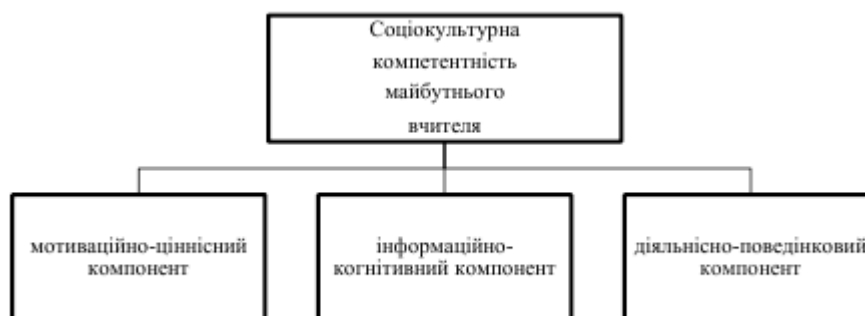 Соціокультурна
компетентність
майбутнього
вчителя
мотиваційно-ціннісний
компонент
інформаційно-
когнітивний компонент
діяльнісно-поведінковий
компонент